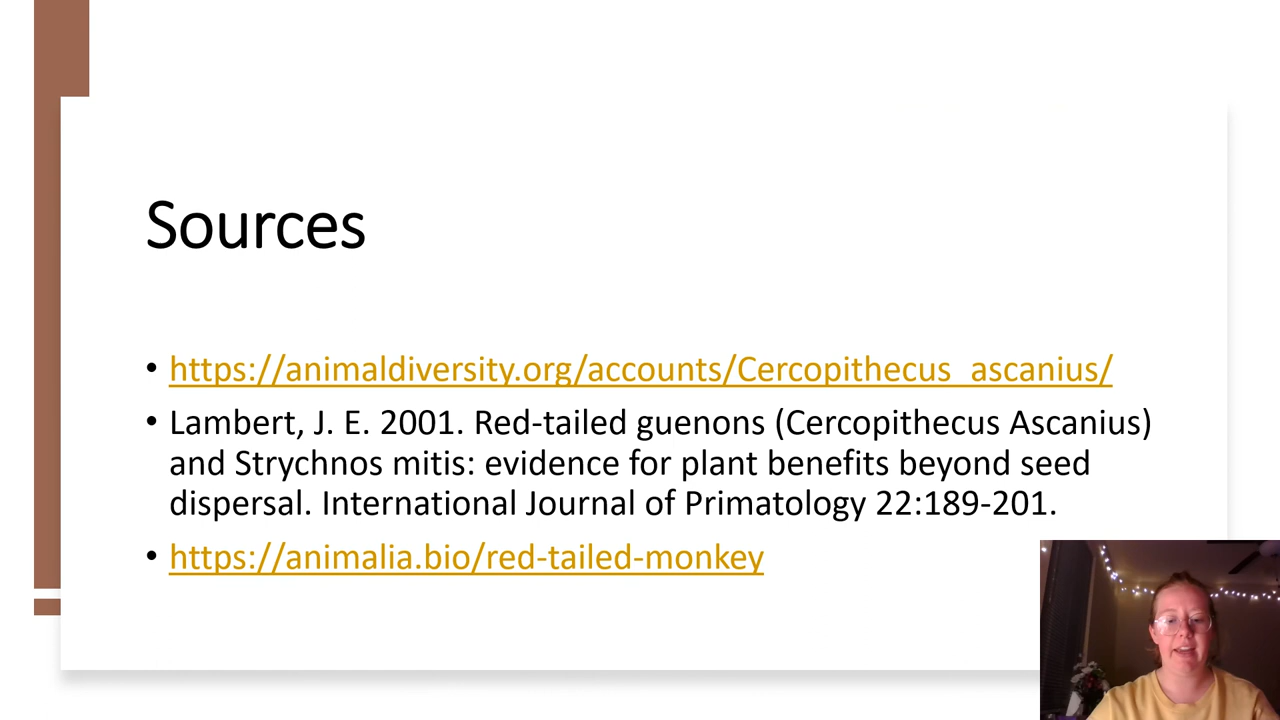 Sources
• https://animaldiversity.org/accounts/Cercopithecus_ascanius/
• Lambert, J. E. 2001. Red-tailed guenons (Cercopithecus Ascanius)
and Strychnos mitis: evidence for plant benefits beyond seed
dispersal. International Journal of Primatology 22:189-201.
• https://animalia.bio/red-tailed-monkey